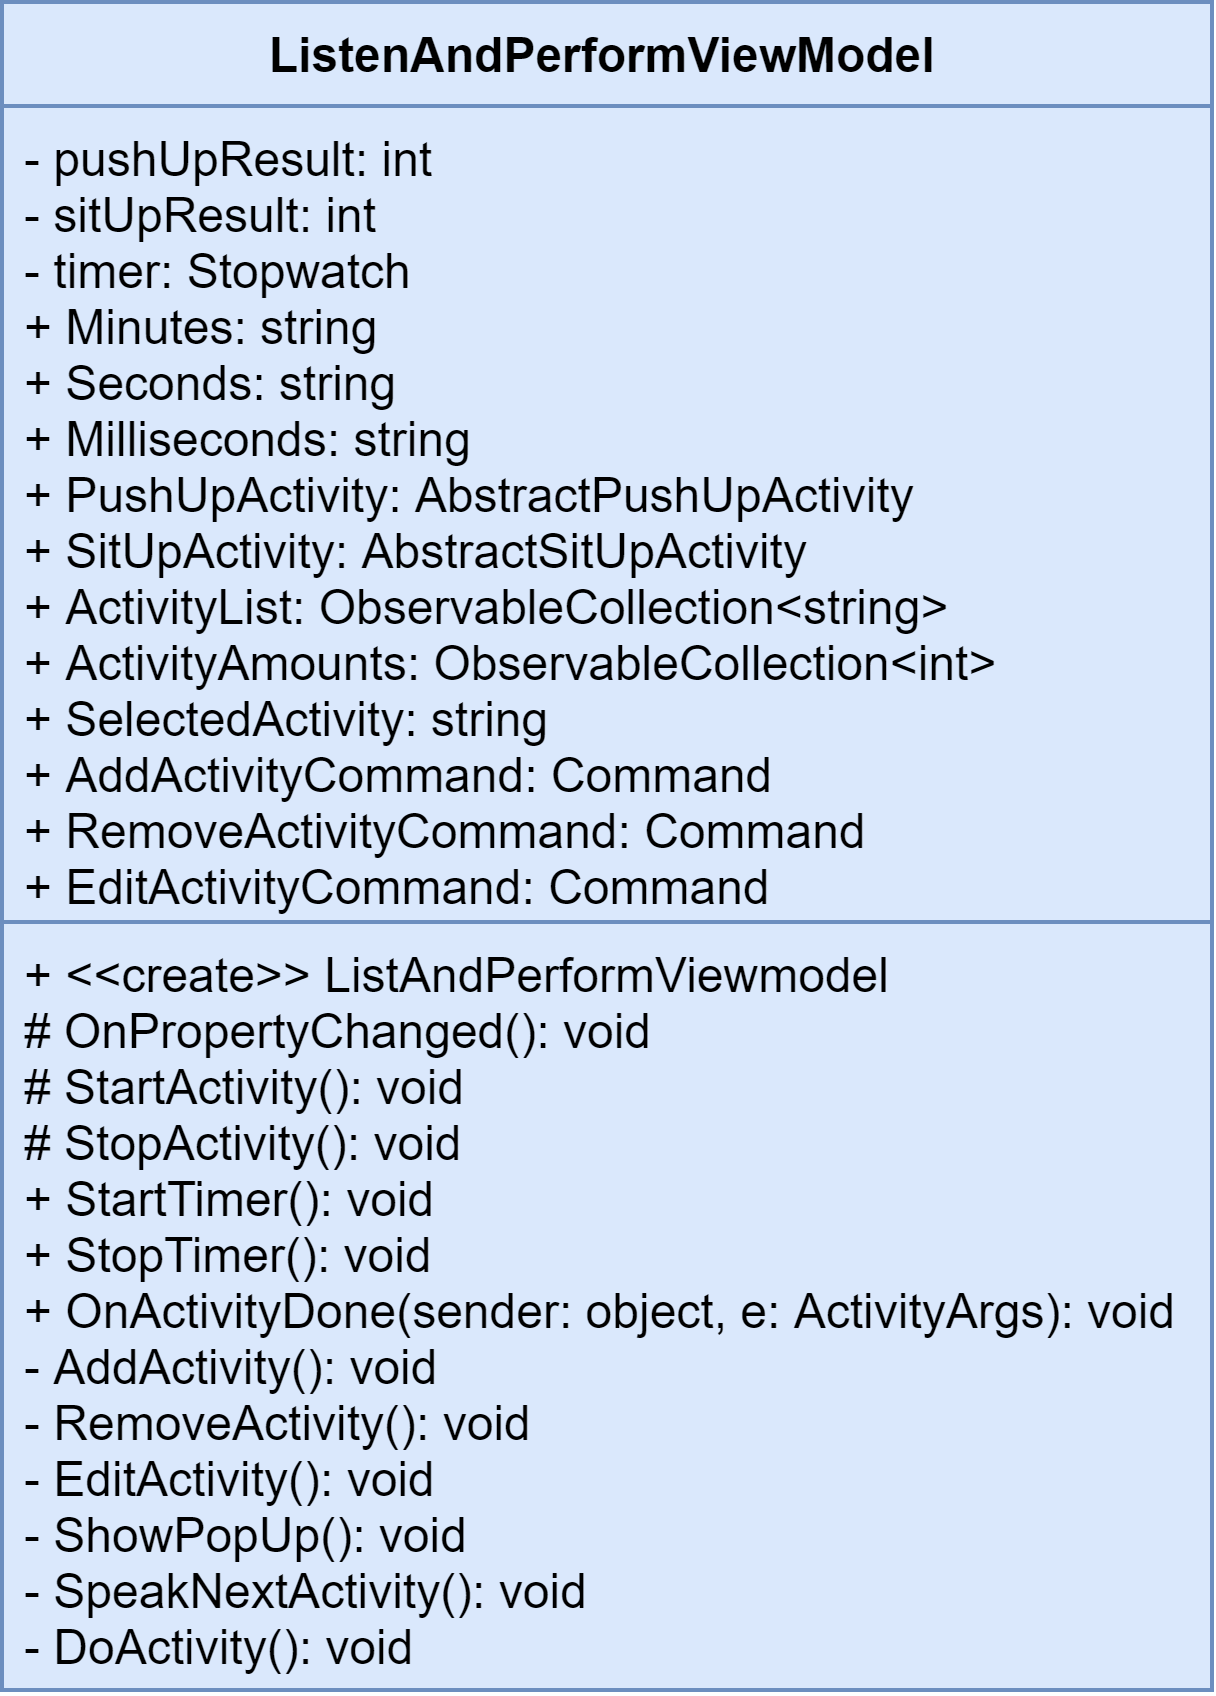 ListenAndPerformViewModel
- pushUpResult: int
- sitUpResult: int
- timer: Stopwatch
+ Minutes: string
+ Seconds: string
+ Milliseconds: string
+ PushUpActivity: AbstractPushUpActivity
+ SitUpActivity: AbstractSitUpActivity
+ ActivityList: ObservableCollection<string>
+ ActivityAmounts: ObservableCollection<int>
+ SelectedActivity: string
+ AddActivityCommand: Command
+ RemoveActivityCommand: Command
+ EditActivityCommand: Command
+ <<create>> ListAndPerformViewmodel
# OnPropertyChanged(): void
# StartActivity(): void
# StopActivity(): void
+ StartTimer(): void
+ StopTimer(): void
+ OnActivityDone(sender: object, e: ActivityArgs): void
- AddActivity(): void
- RemoveActivity(): void
- EditActivity(): void
- ShowPopUp(): void
- SpeakNextActivity(): void
- DoActivity(): void